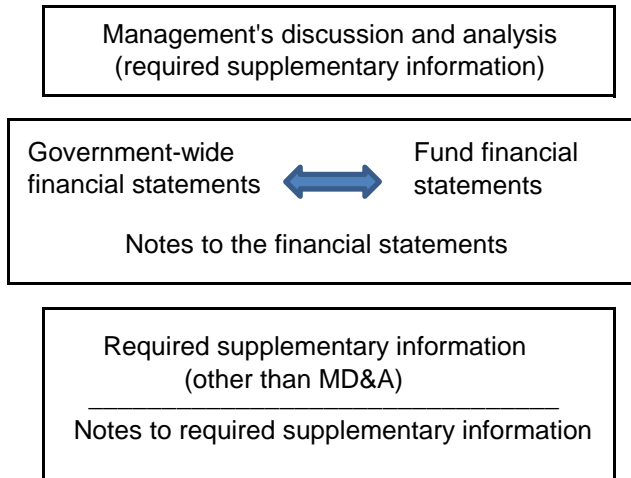 Management's discussion and analysis
(required supplementary information)
Government-wide
financial statements
Fund financial
statements
Notes to the financial statements
Required supplementary information
(other than MD&A)
Notes to required supplementary information